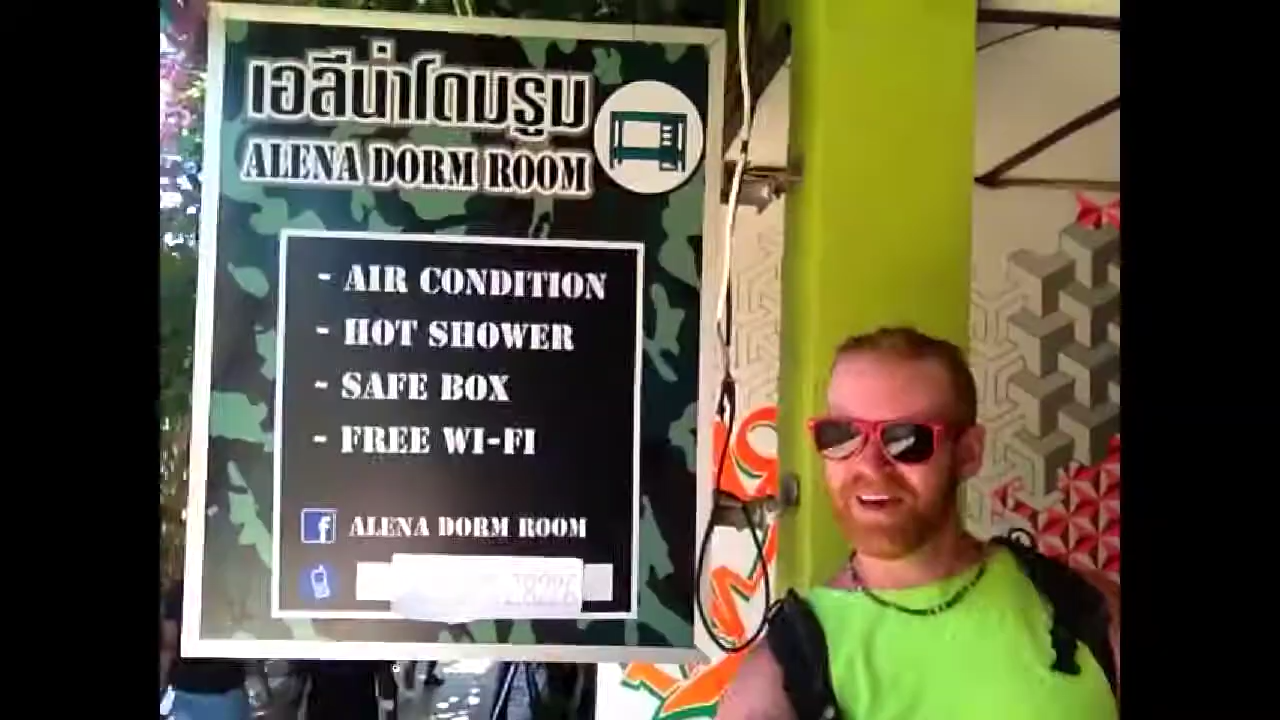 เอลีน่าโดมรูม
ALENA DORM ROOM
- AIR CONDITION
- HOT SHOWER
- SAFE BOX
- FREE WI-FI
f ALENA DORM ROOM